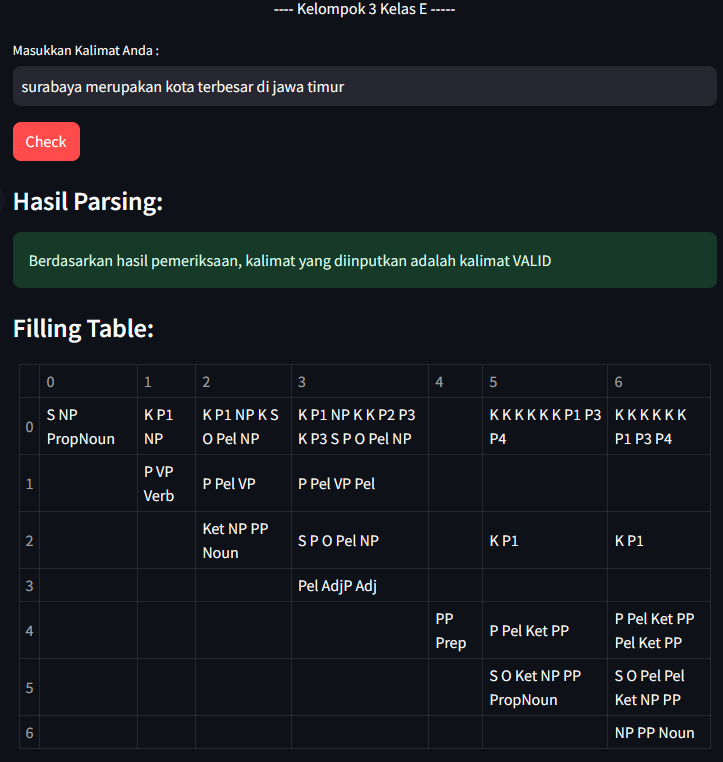 ---- Kelompok 3 Kelas E -----
Masukkan Kalimat Anda :
surabaya merupakan kota terbesar di jawa timur
Check
Hasil Parsing:
Berdasarkan hasil pemeriksaan, kalimat yang diinputkan adalah kalimat VALID
Filling Table:
0 1 2 3 4 5 6
0 S NP K P1 K P1 NP K S K P1 NP K K P2 P3 K K K K K K P1 P3 K K K K K K
PropNoun NP O Pel NP K P3 S P O Pel NP P4 P1 P3 P4
1 P VP P Pel VP P Pel VP Pel
Verb
2 Ket NP PP S P O Pel NP K P1 K P1
Noun
3 Pel AdjP Adj
4 PP P Pel Ket PP P Pel Ket PP
Prep Pel Ket PP
5 S O Ket NP PP S O Pel Pel
PropNoun Ket NP PP
6 NP PP Noun